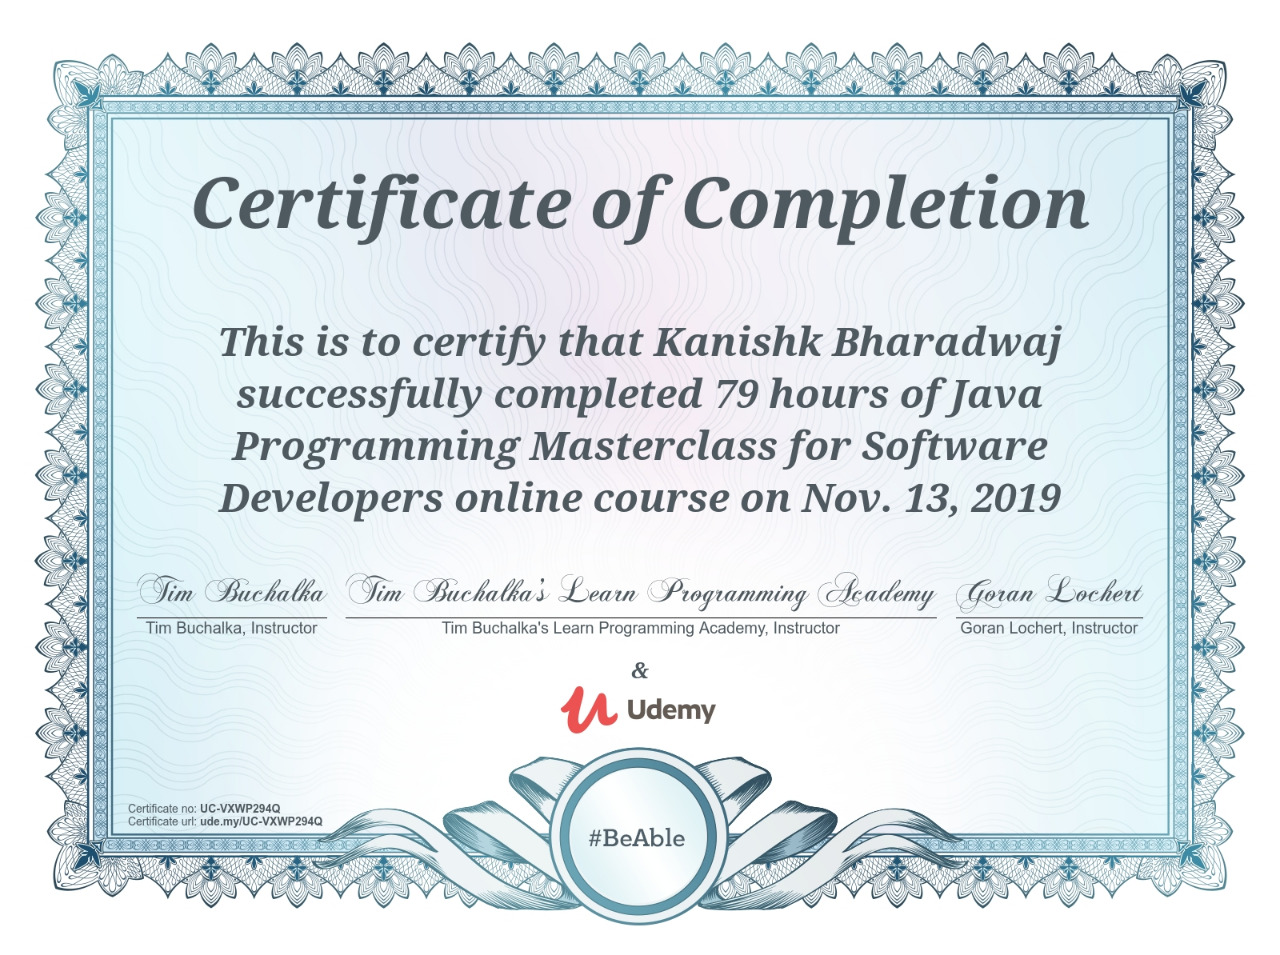 Certificate of Completion
This is to certify that Kanishk Bharadwaj
successfully completed 79 hours of Java
Programming Masterclass for Software
Developers online course on Nov. 13, 2019
Tim Buchalka Tim Buchalka's Learn Programming Academy Goran Lochert
Tim Buchalka, Instructor Tim Buchalka's Learn Programming Academy, Instructor Goran Lochert, Instructor
&
Udemy
Certificate no: UC-VXWP294Q
Certificate url: ude.my/UC-VXWP294Q
#BeAble